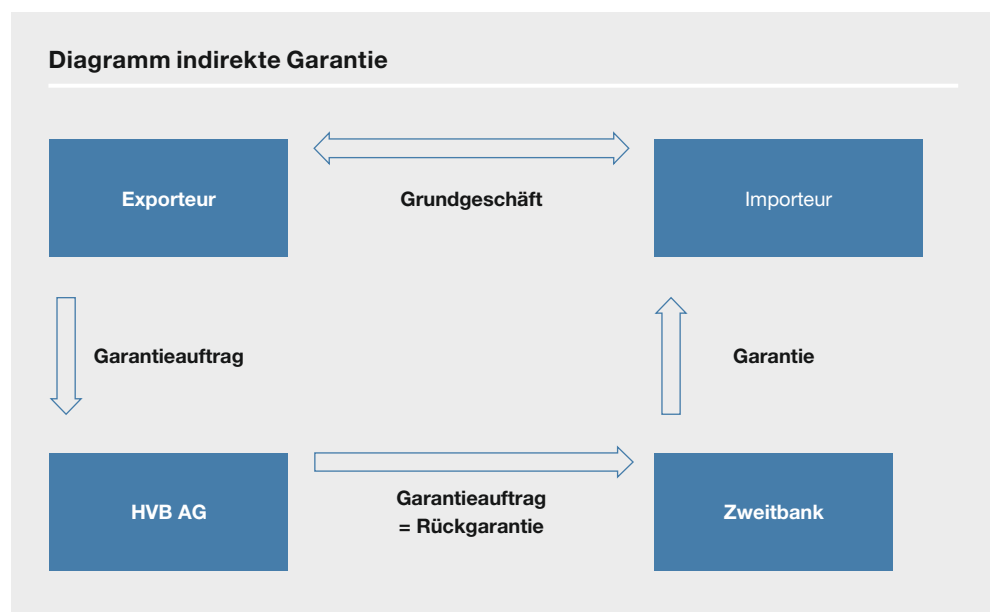 Diagramm indirekte Garantie
Exporteur
Grundgeschäft
Importeur
Garantieauftrag
Garantie
HVB AG
Garantieauftrag
= Rückgarantie
Zweitbank